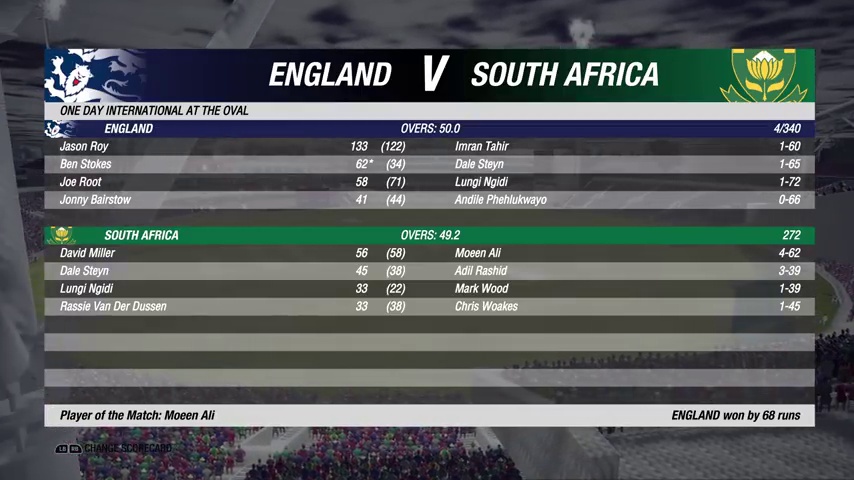 ENGLAND V SOUTH AFRICA
ONE DAY INTERNATIONAL AT THE OVAL
ENGLAND OVERS: 50.0 4/340
Jason Roy 133 (122) Imran Tahir 1-60
Ben Stokes 62* (34) Dale Steyn 1-65
Joe Root 58 (71) Lungi Ngidi 1-72
Jonny Bairstow 41 (44) Andile Phehlukwayo 0-66
SOUTH AFRICA OVERS: 49.2 272
David Miller 56 (58) Moeen Ali 4-62
Dale Steyn 45 (38) Adil Rashid 3-39
Lungi Ngidi 33 (22) Mark Wood 1-39
Rassie Van Der Dussen 33 (38) Chris Woakes 1-45
Player of the Match: Moeen Ali ENGLAND won by 68 runs
CHANGE SCORECARD